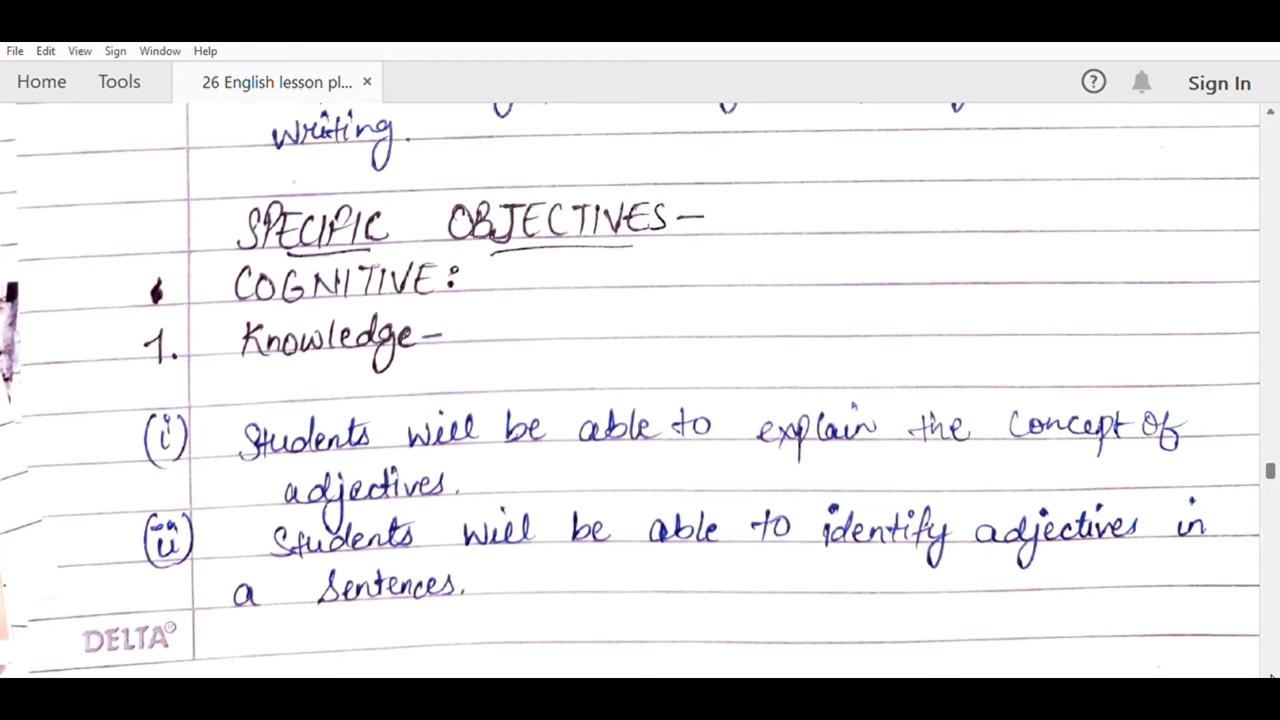 File Edit View Sign Window Help
Home Tools 26 English lesson pl... × ? Sign In
writing.
SPECIFIC OBJECTIVES-
COGNITIVE:
1. Knowledge-
(i) Students will be able to explain the concept of
adjectives.
(ii) Students will be able to identify adjectives in
a sentences.
DELTA®